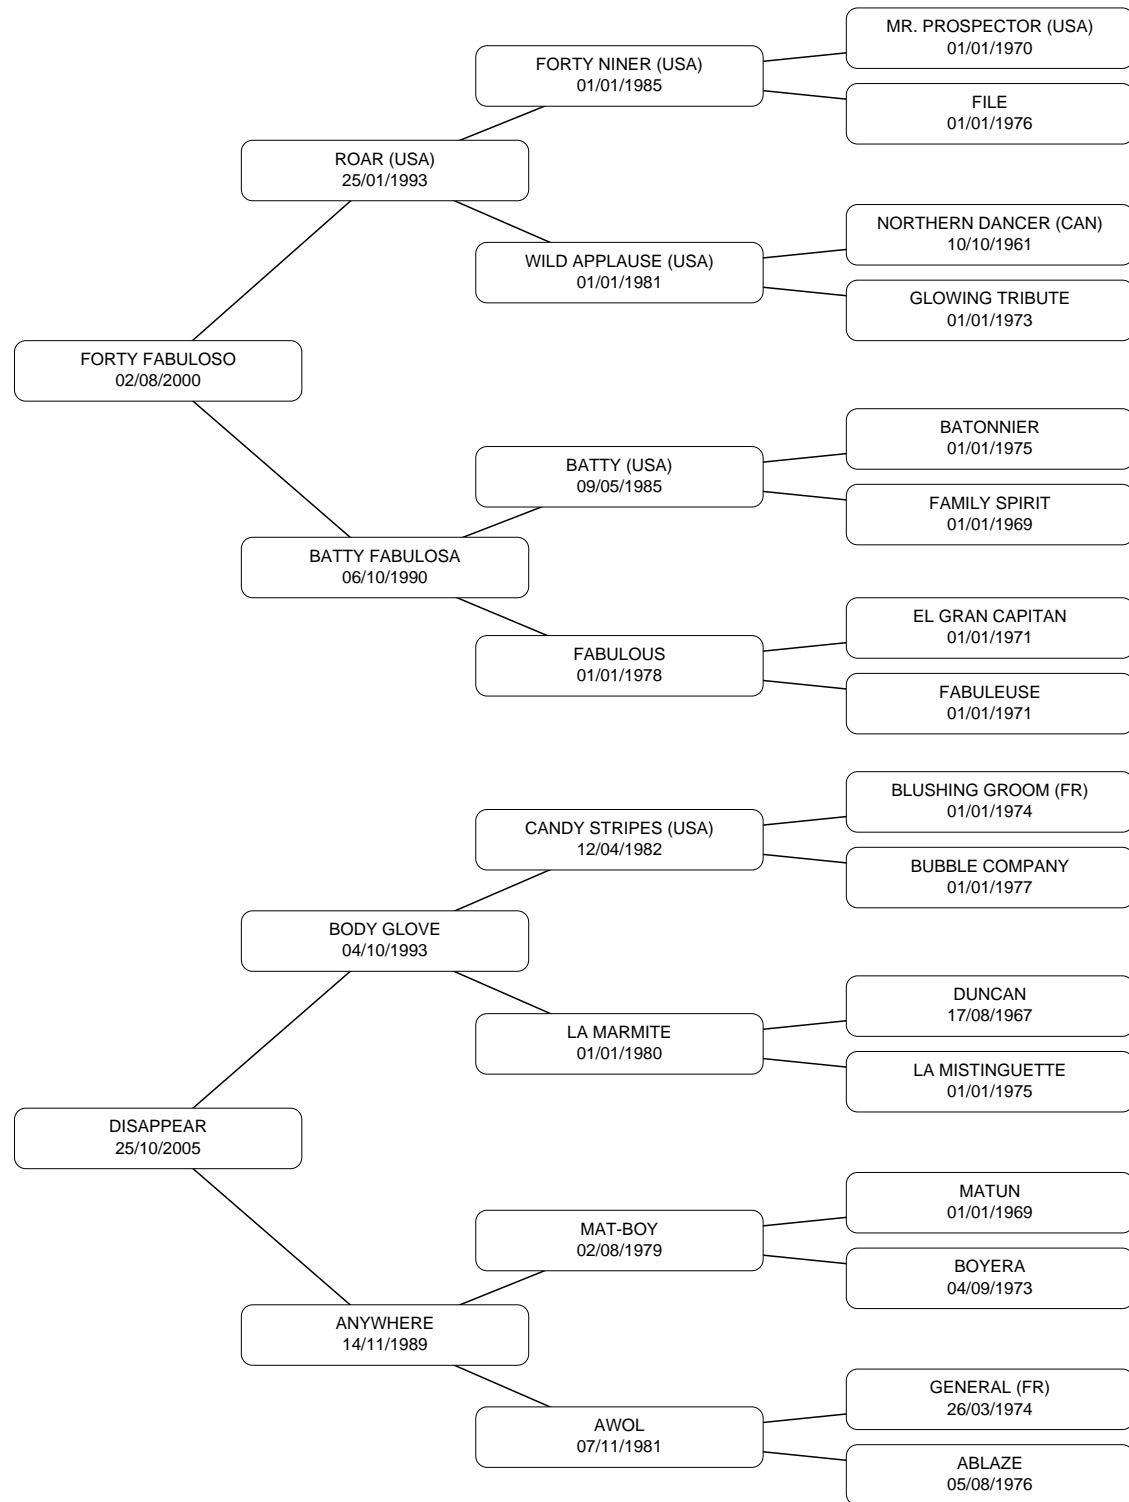 MR. PROSPECTOR (USA)
01/01/1970
FORTY NINER (USA)
01/01/1985
FILE
01/01/1976
ROAR (USA)
25/01/1993
NORTHERN DANCER (CAN)
10/10/1961
WILD APPLAUSE (USA)
01/01/1981
GLOWING TRIBUTE
01/01/1973
FORTY FABULOSO
02/08/2000
BATONNIER
01/01/1975
BATTY (USA)
09/05/1985
FAMILY SPIRIT
01/01/1969
BATTY FABULOSA
06/10/1990
EL GRAN CAPITAN
01/01/1971
FABULOUS
01/01/1978
FABULEUSE
01/01/1971
BLUSHING GROOM (FR)
01/01/1974
CANDY STRIPES (USA)
12/04/1982
BUBBLE COMPANY
01/01/1977
BODY GLOVE
04/10/1993
DUNCAN
17/08/1967
LA MARMITE
01/01/1980
LA MISTINGUETTE
01/01/1975
DISAPPEAR
25/10/2005
MATUN
01/01/1969
MAT-BOY
02/08/1979
BOYERA
04/09/1973
ANYWHERE
14/11/1989
GENERAL (FR)
26/03/1974
AWOL
07/11/1981
ABLAZE
05/08/1976